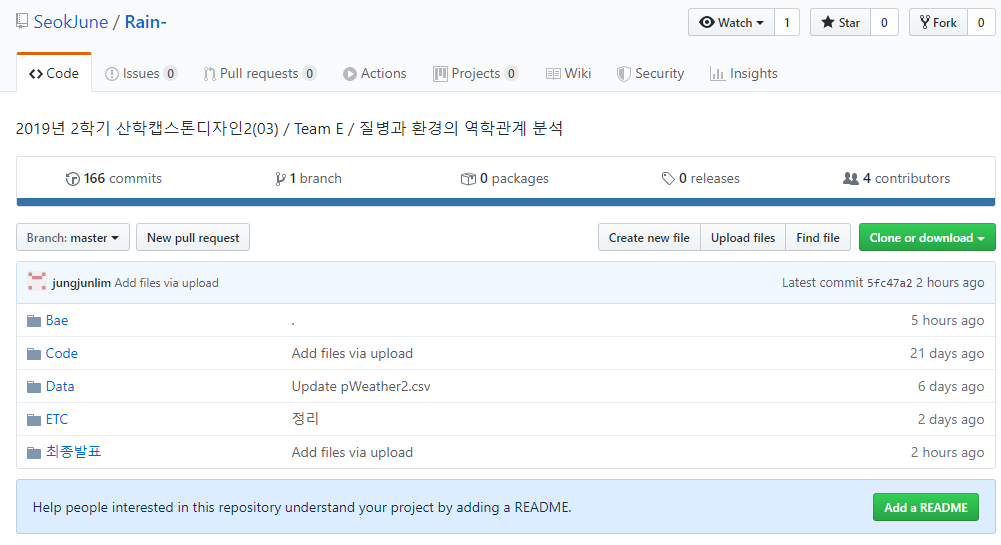 SeokJune / Rain-
Watch 1 Star 0 Fork 0
Code Issues 0 Pull requests 0 Actions Projects 0 Wiki Security Insights
2019년 2학기 산학캡스톤디자인2(03) / Team E / 질병과 환경의 역학관계 분석
166 commits 1 branch 0 packages 0 releases 4 contributors
Branch: master New pull request Create new file Upload files Find file Clone or download
jungjunlim Add files via upload Latest commit 5fc47a2 2 hours ago
Bae . 5 hours ago
Code Add files via upload 21 days ago
Data Update pWeather2.csv 6 days ago
ETC 정리 2 days ago
최종발표 Add files via upload 2 hours ago
Help people interested in this repository understand your project by adding a README. Add a README